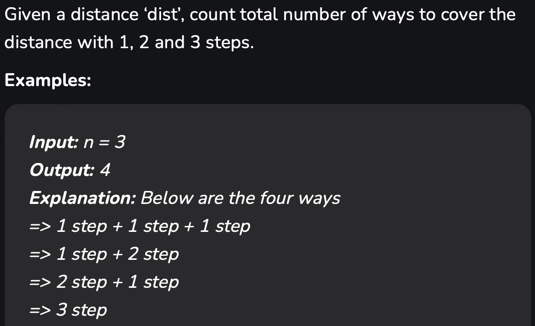 Given a distance ‘dist’, count total number of ways to cover the
distance with 1, 2 and 3 steps.
Examples:
Input: n = 3
Output: 4
Explanation: Below are the four ways
=> 1 step + 1 step + 1 step
=> 1 step + 2 step
=> 2 step + 1 step
=> 3 step